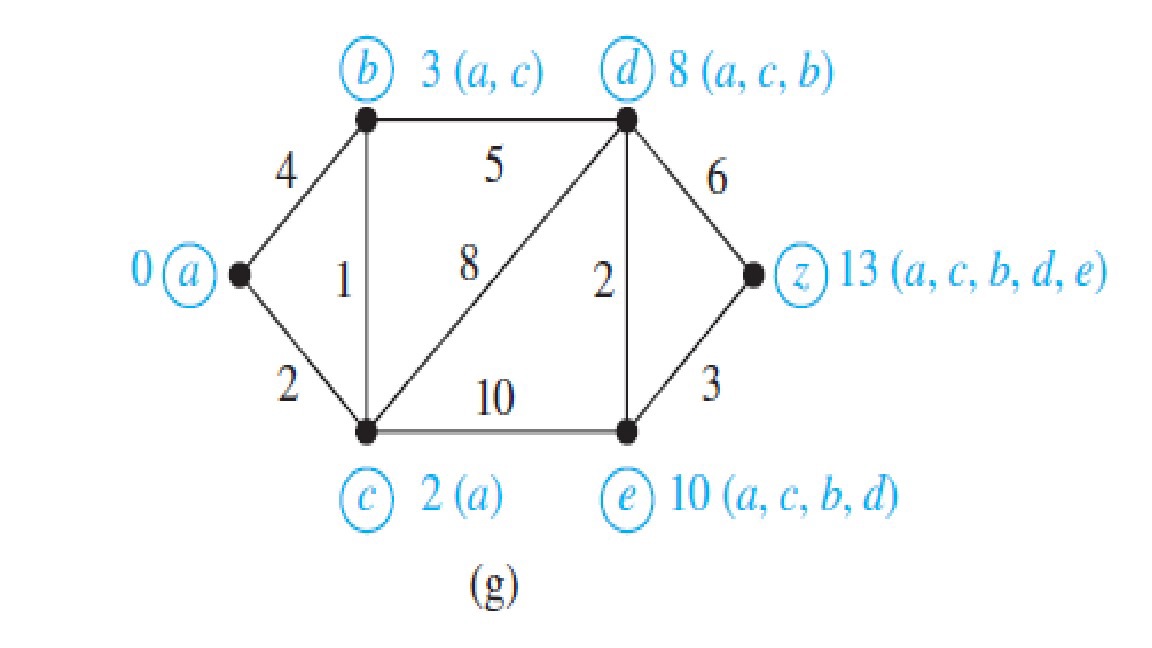 b 3 (a, c) d 8 (a, c, b)
4 5 6
0 a 1 8 2 z 13 (a, c, b, d, e)
2 10 3
c 2 (a) e 10 (a, c, b, d)
(g)